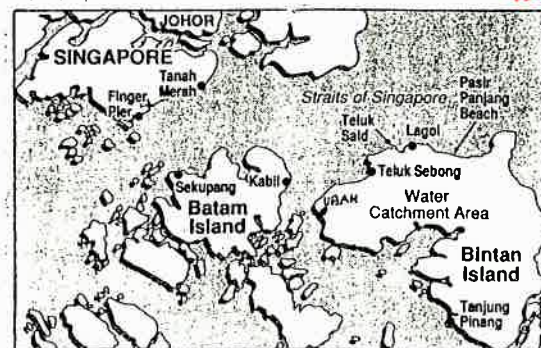 JOHOR
SINGAPORE
Tanah
Merah
Finger
Pier
Straits of Singapore
Pasir
Panjang
Beach
Teluk
Said
Lagoi
Teluk Sebong
Sekupang
Kabil
Batam
Island
Water
Catchment Area
Bintan
Island
Tanjung
Pinang